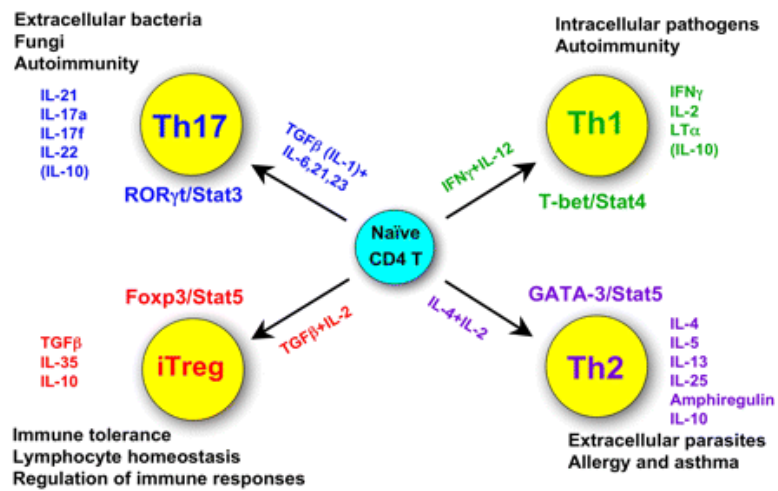 Extracellular bacteria
Fungi
Autoimmunity
IL-21
IL-17a
IL-17f
IL-22
(IL-10)
Th17
RORγt/Stat3
TGFβ (IL-1)+
IL-6,21,23
Intracellular pathogens
Autoimmunity
IFNγ
IL-2
LTα
(IL-10)
Th1
T-bet/Stat4
IFNγ+IL-12
Naïve
CD4 T
Foxp3/Stat5
TGFβ
IL-35
IL-10
iTreg
TGFβ+IL-2
Immune tolerance
Lymphocyte homeostasis
Regulation of immune responses
IL-4+IL-2
GATA-3/Stat5
Th2
IL-4
IL-5
IL-13
IL-25
Amphiregulin
IL-10
Extracellular parasites
Allergy and asthma